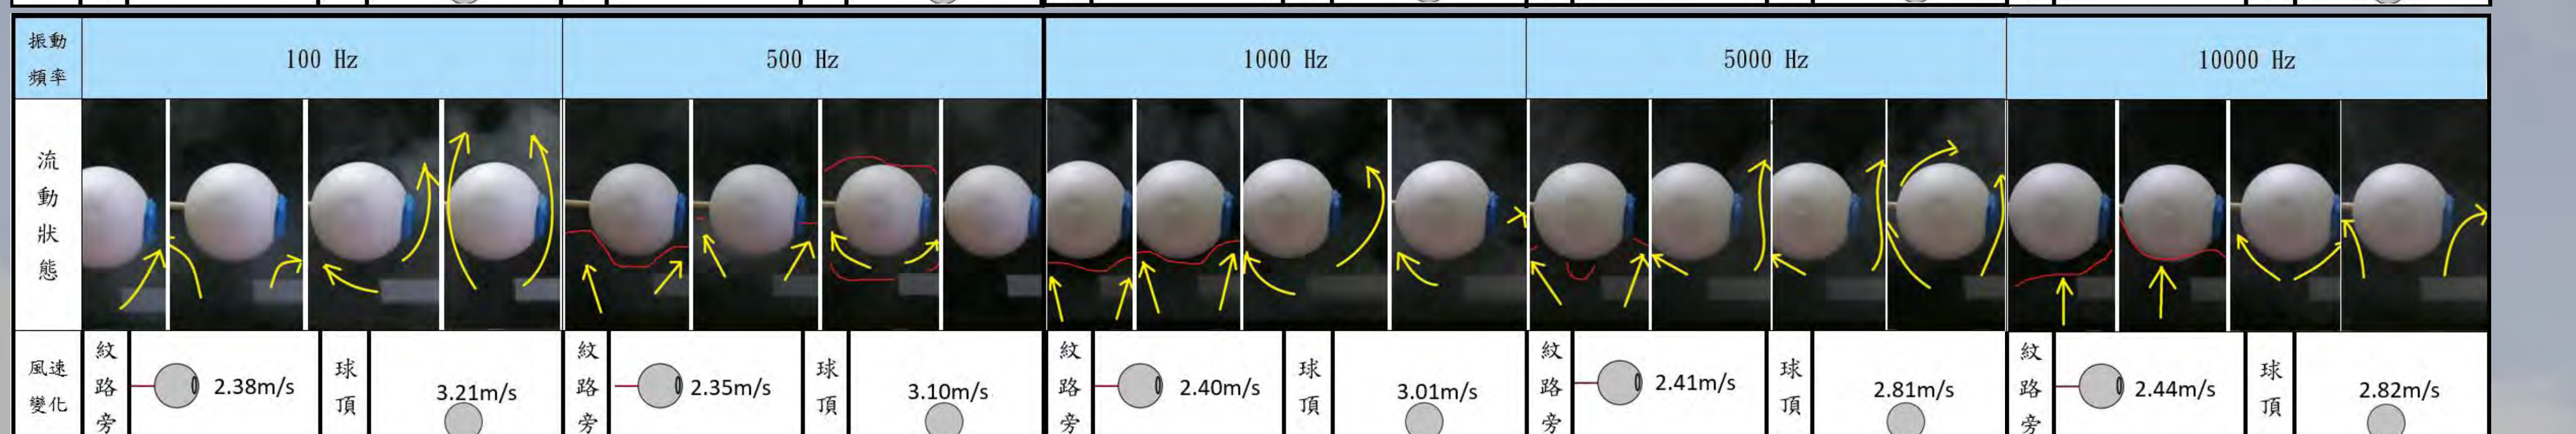 振動
頻率
100 Hz
500 Hz
1000 Hz
5000 Hz
10000 Hz
流動狀態
風速
變化
紋路旁
2.38m/s
球頂
3.21m/s
紋路旁
2.35m/s
球頂
3.10m/s
紋路旁
2.40m/s
球頂
3.01m/s
紋路旁
2.41m/s
球頂
2.81m/s
紋路旁
2.44m/s
球頂
2.82m/s